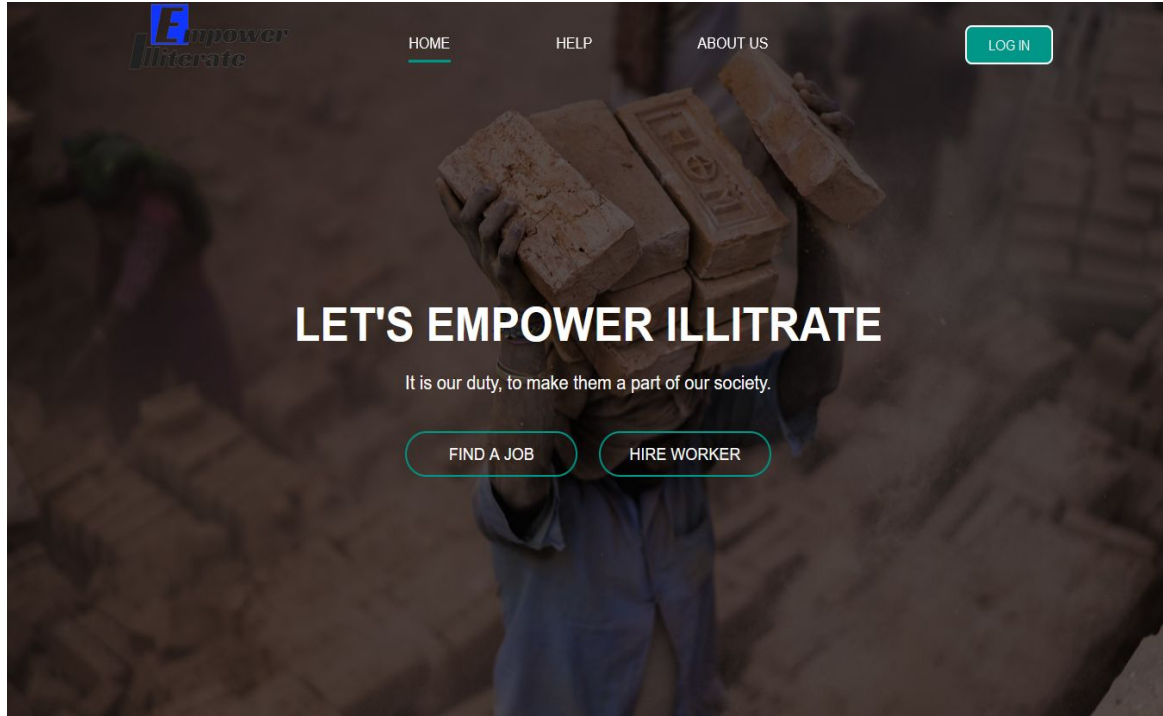 Empower
Illiterate
HOME
HELP
ABOUT US
LOG IN
HOM
LET'S EMPOWER ILLITRATE
It is our duty, to make them a part of our society.
FIND A JOB
HIRE WORKER